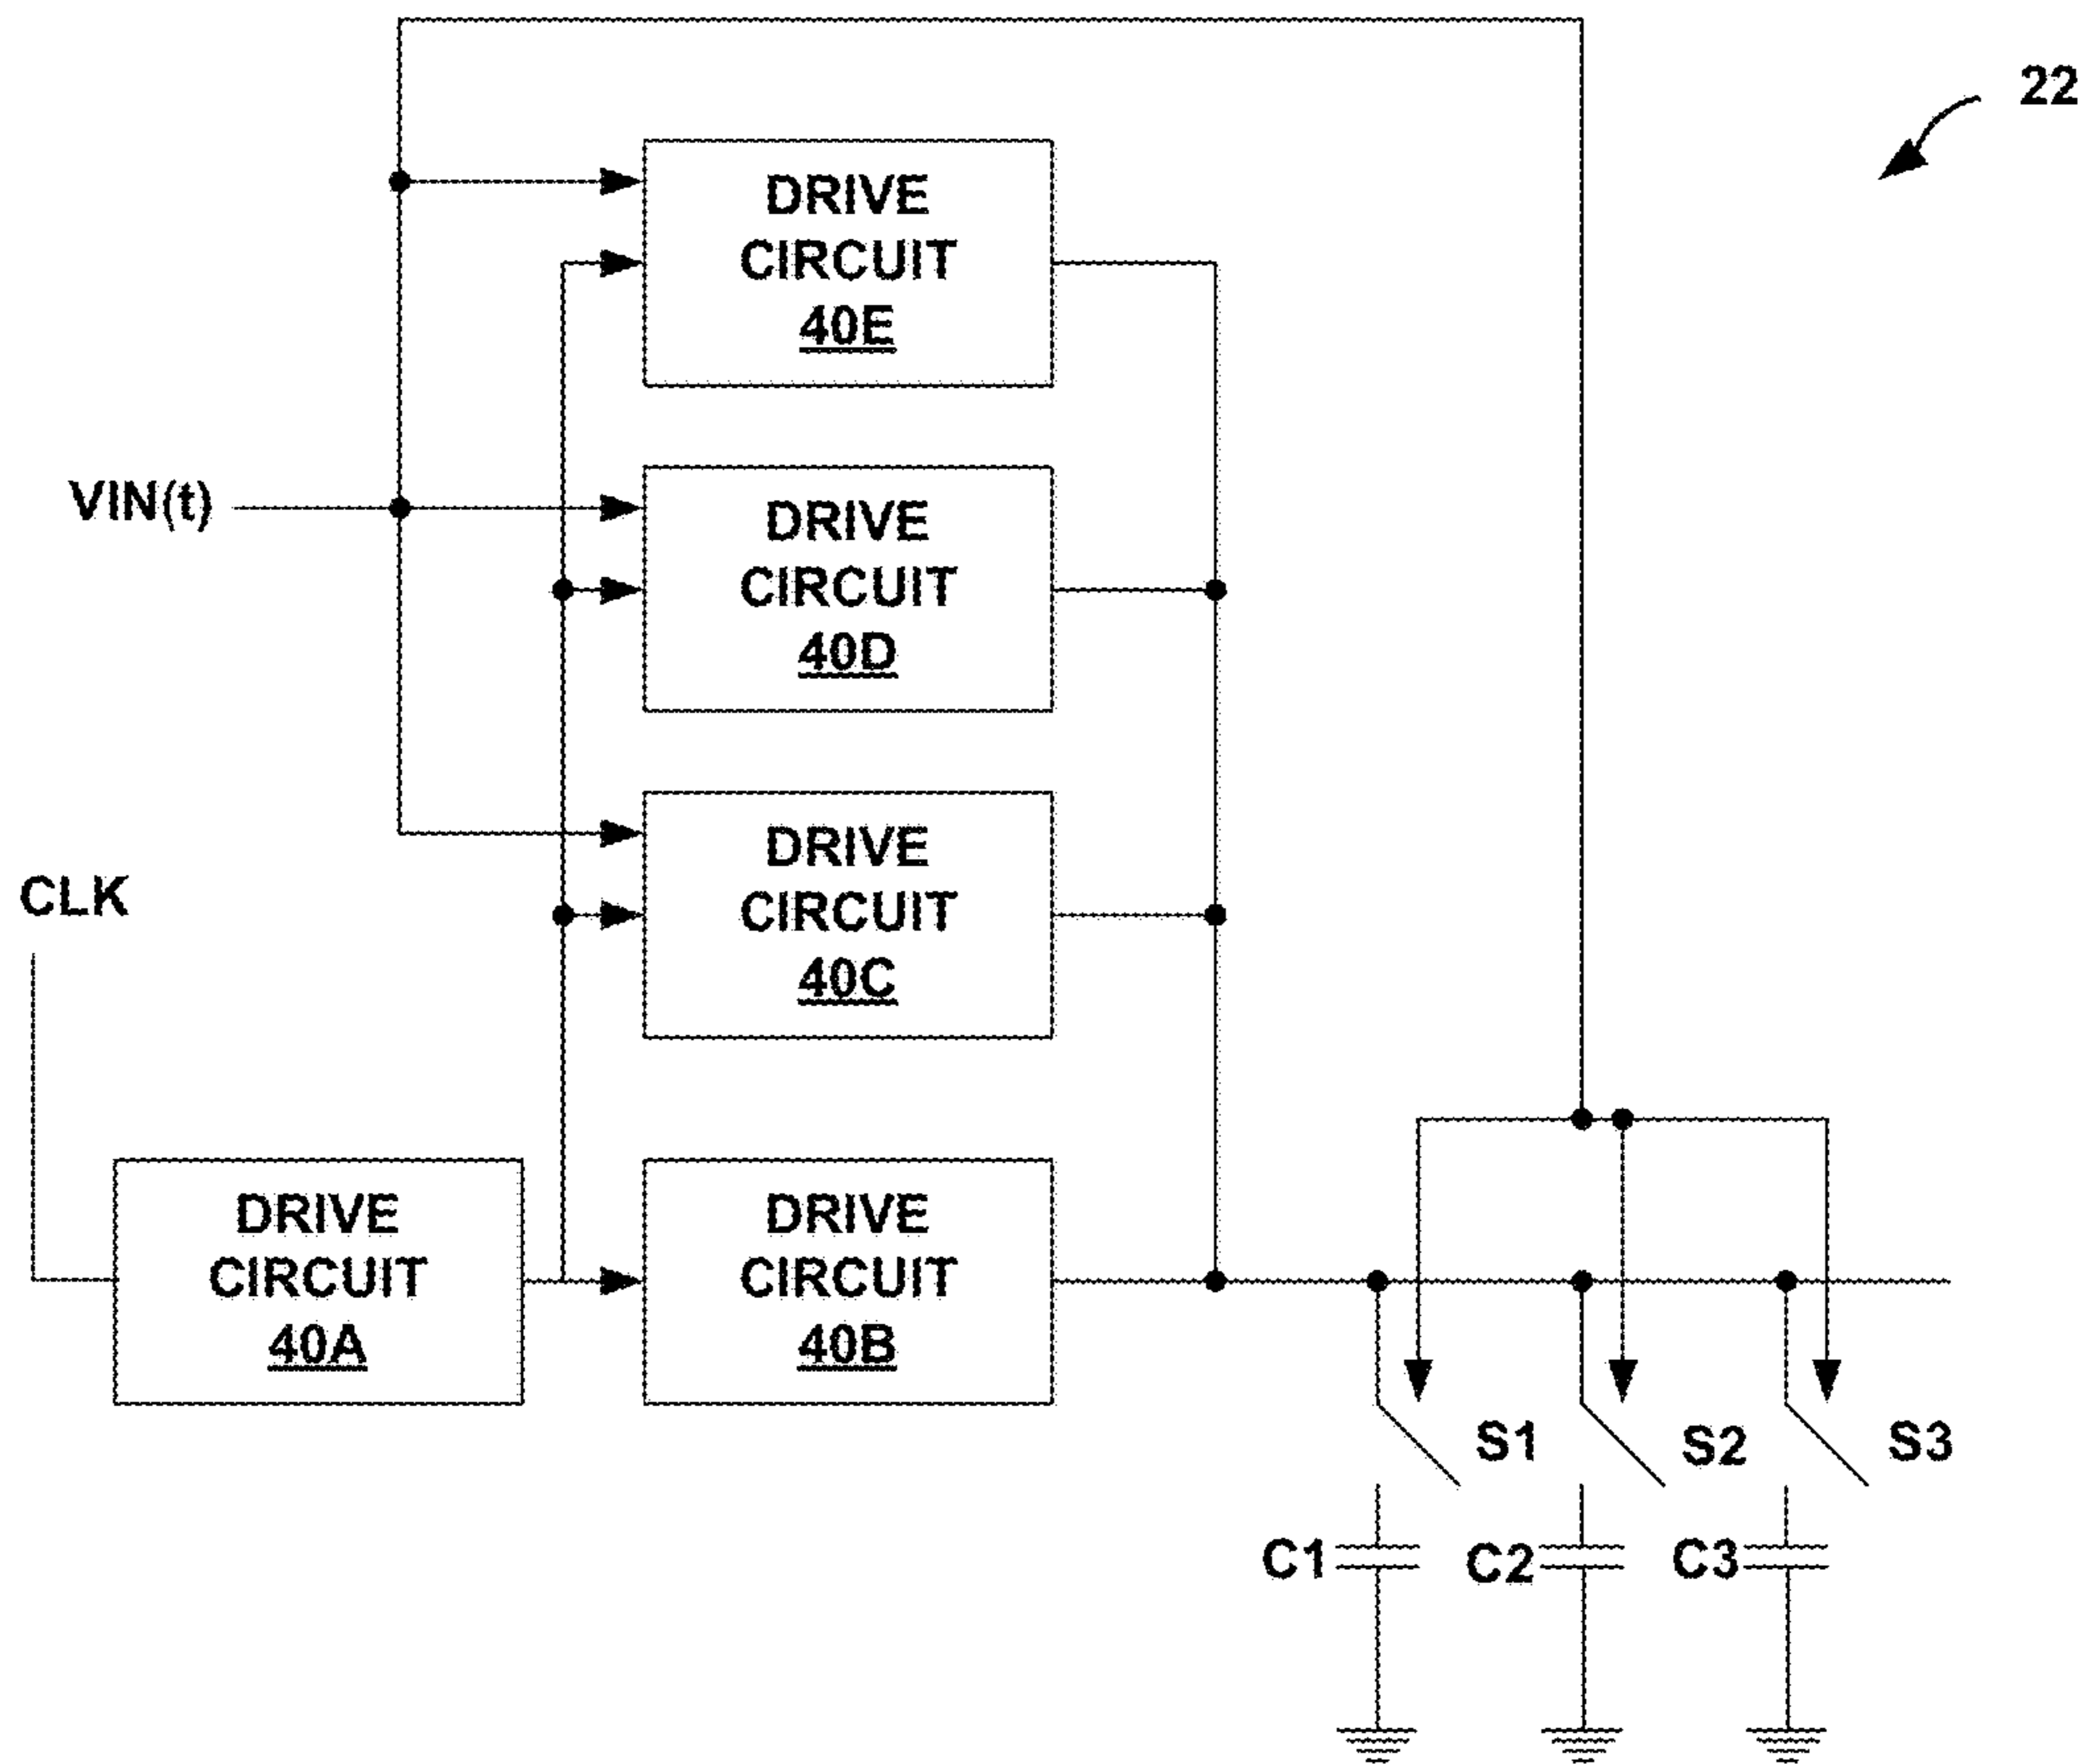 22
DRIVE
CIRCUIT
40E
VIN(t)
DRIVE
CIRCUIT
40D
DRIVE
CIRCUIT
40C
CLK
DRIVE
CIRCUIT
40A
DRIVE
CIRCUIT
40B
S1
S2
S3
C1
C2
C3